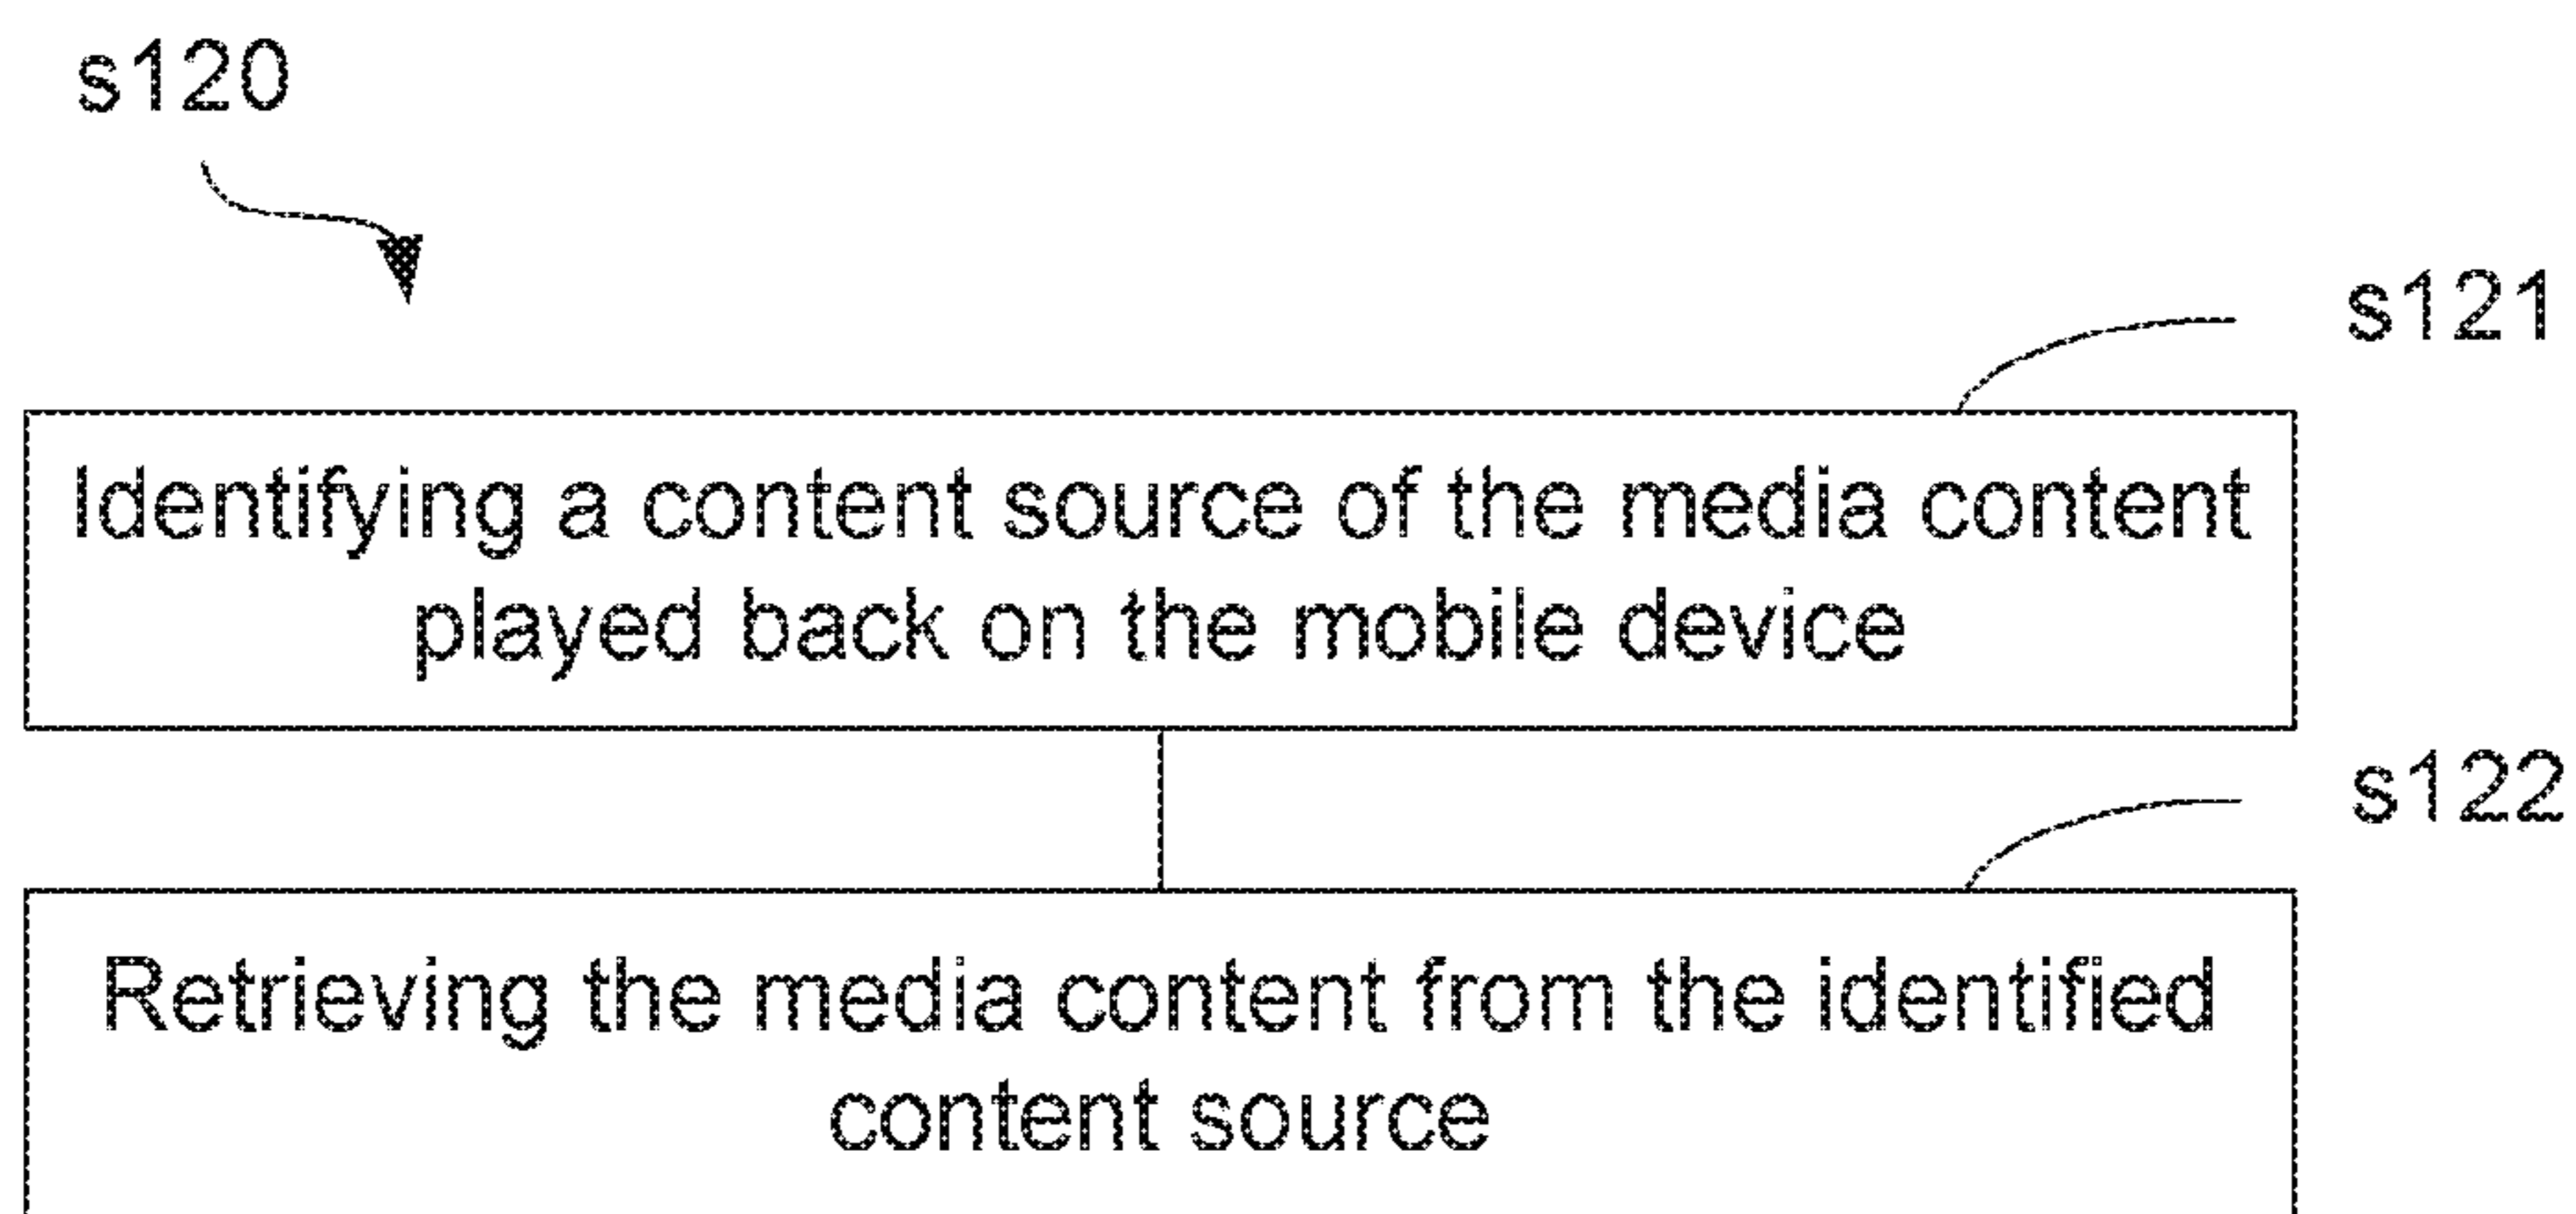 s120
s121
Identifying a content source of the media content
played back on the mobile device
s122
Retrieving the media content from the identified
content source